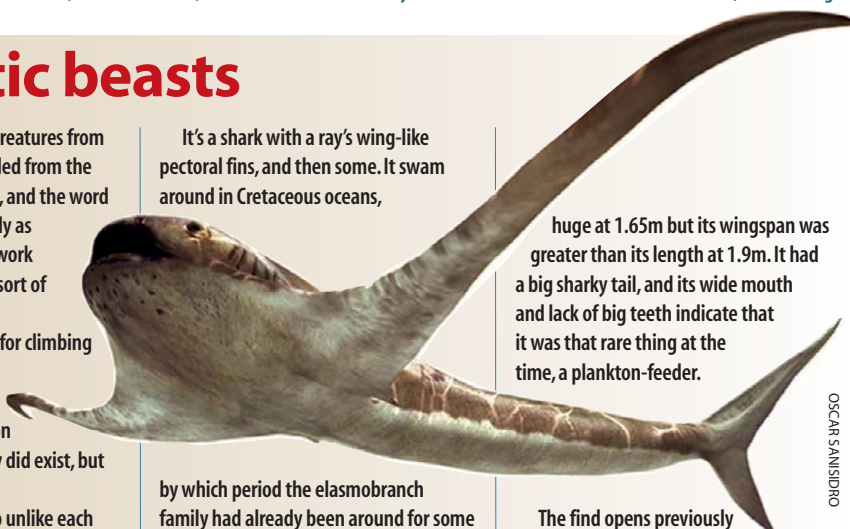 tic beasts
reatures from
led from the
, and the word
ly as
work
sort of
for climbing
n
did exist, but
unlike each
It's a shark with a ray's wing-like
pectoral fins, and then some. It swam
around in Cretaceous oceans,
by which period the elasmobranch
family had already been around for some
huge at 1.65m but its wingspan was
greater than its length at 1.9m. It had
a big sharky tail, and its wide mouth
and lack of big teeth indicate that
it was that rare thing at the
time, a plankton-feeder.
The find opens previously
OSCAR SANISIDRO